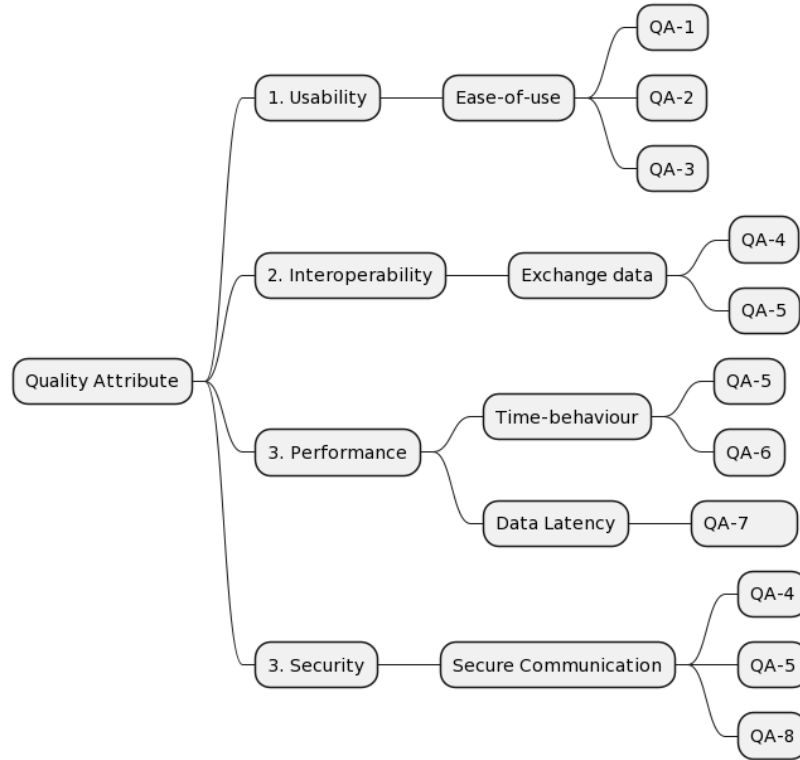 Quality Attribute
1. Usability
Ease-of-use
QA-1
QA-2
QA-3
2. Interoperability
Exchange data
QA-4
QA-5
3. Performance
Time-behaviour
QA-5
QA-6
Data Latency
QA-7
3. Security
Secure Communication
QA-4
QA-5
QA-8